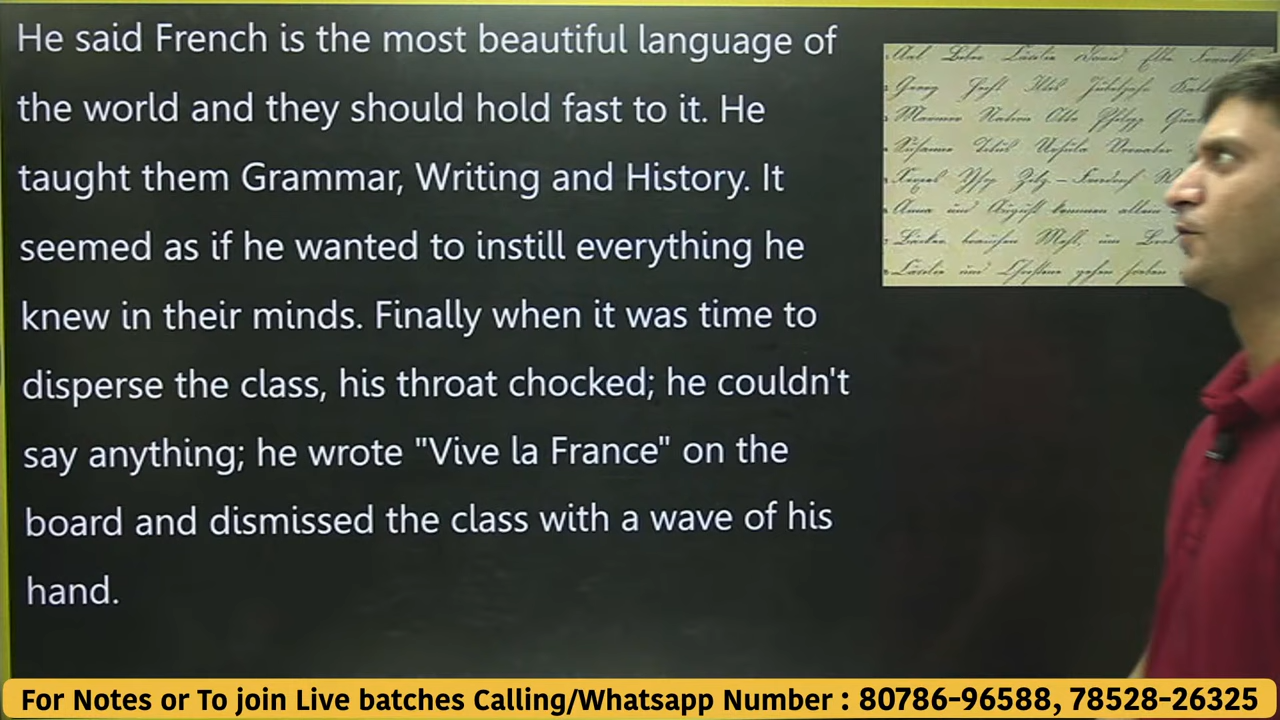 He said French is the most beautiful language of
the world and they should hold fast to it. He
taught them Grammar, Writing and History. It
seemed as if he wanted to instill everything he
knew in their minds. Finally when it was time to
disperse the class, his throat chocked; he couldn't
say anything; he wrote "Vive la France" on the
board and dismissed the class with a wave of his
hand.
For Notes or To join Live batches Calling/Whatsapp Number : 80786-96588, 78528-26325